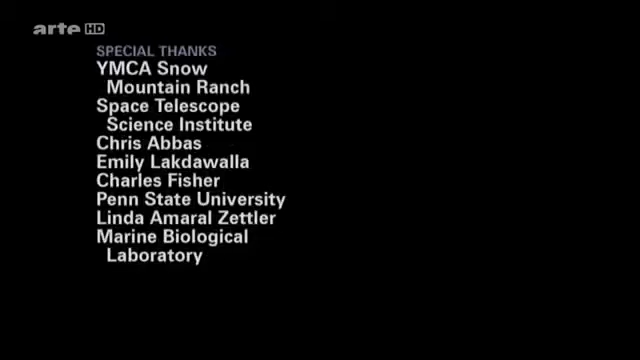 arte HD
SPECIAL THANKS
YMCA Snow
Mountain Ranch
Space Telescope
Science Institute
Chris Abbas
Emily Lakdawalla
Charles Fisher
Penn State University
Linda Amaral Zettler
Marine Biological
Laboratory